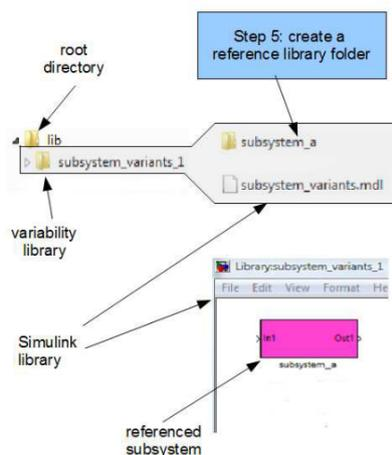 root
directory
Step 5: create a
reference library folder
lib
subsystem_variants_1
subsystem_a
subsystem_variants.mdl
variability
library
Library:subsystem_variants_1
File Edit View Format He
In1 Out1
subsystem_a
Simulink
library
referenced
subsystem